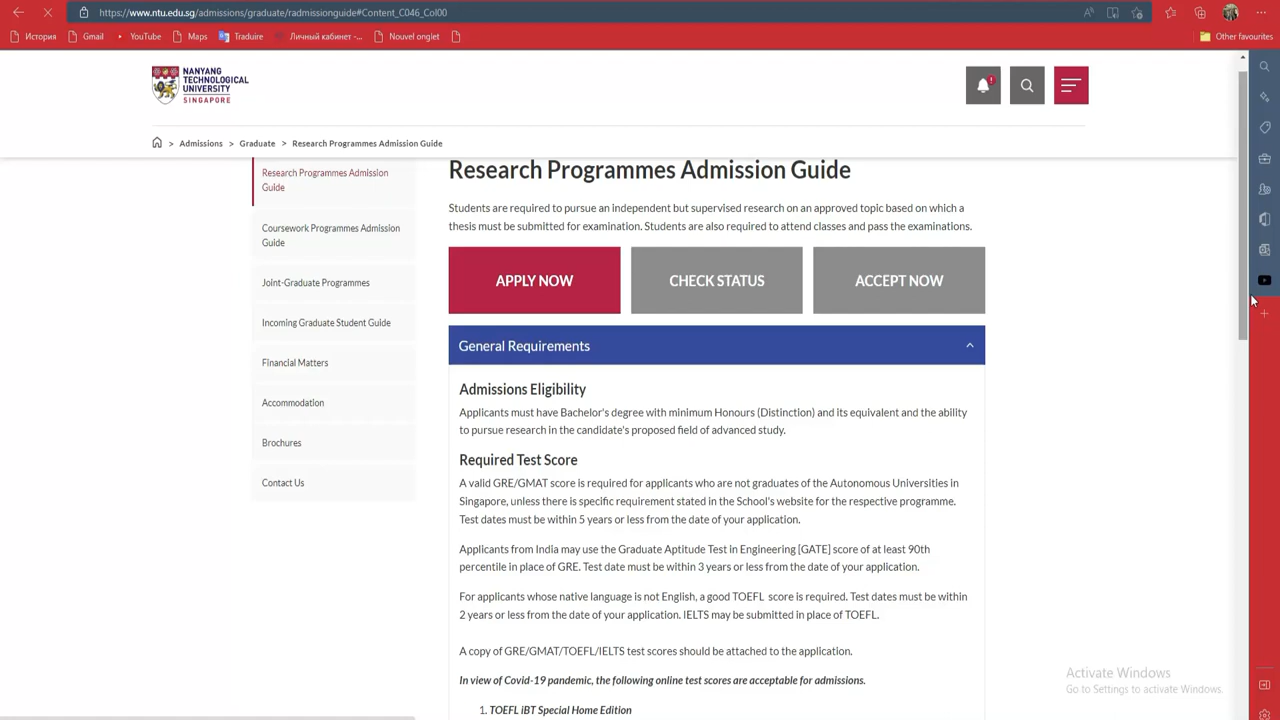 https://www.ntu.edu.sg/admissions/graduate/radmissionguide#Content_C046_Col00
История
Gmail
YouTube
Maps
Traduire
Личный кабинет -...
Nouvel onglet
Other favourites
NANYANG
TECHNOLOGICAL
UNIVERSITY
SINGAPORE
> Admissions > Graduate > Research Programmes Admission Guide
Research Programmes Admission
Guide
Coursework Programmes Admission
Guide
Joint-Graduate Programmes
Incoming Graduate Student Guide
Financial Matters
Accommodation
Brochures
Contact Us
Research Programmes Admission Guide
Students are required to pursue an independent but supervised research on an approved topic based on which a
thesis must be submitted for examination. Students are also required to attend classes and pass the examinations.
APPLY NOW
CHECK STATUS
ACCEPT NOW
General Requirements
Admissions Eligibility
Applicants must have Bachelor's degree with minimum Honours (Distinction) and its equivalent and the ability
to pursue research in the candidate's proposed field of advanced study.
Required Test Score
A valid GRE/GMAT score is required for applicants who are not graduates of the Autonomous Universities in
Singapore, unless there is specific requirement stated in the School's website for the respective programme.
Test dates must be within 5 years or less from the date of your application.
Applicants from India may use the Graduate Aptitude Test in Engineering [GATE] score of at least 90th
percentile in place of GRE. Test date must be within 3 years or less from the date of your application.
For applicants whose native language is not English, a good TOEFL score is required. Test dates must be within
2 years or less from the date of your application. IELTS may be submitted in place of TOEFL.
A copy of GRE/GMAT/TOEFL/IELTS test scores should be attached to the application.
In view of Covid-19 pandemic, the following online test scores are acceptable for admissions.
1. TOEFL iBT Special Home Edition
Activate Windows
Go to Settings to activate Windows.